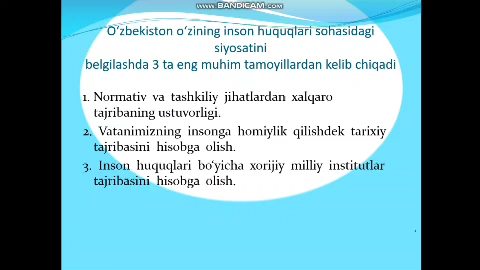 www.BANDICAM.com
O‘zbekiston o‘zining inson huquqlari sohasidagi
siyosatini
belgilashda 3 ta eng muhim tamoyillardan kelib chiqadi
1. Normativ va tashkiliy jihatlardan xalqaro
tajribaning ustuvorligi.
2. Vatanimizning insonga homiylik qilishdek tarixiy
tajribasini hisobga olish.
3. Inson huquqlari bo‘yicha xorijiy milliy institutlar
tajribasini hisobga olish.